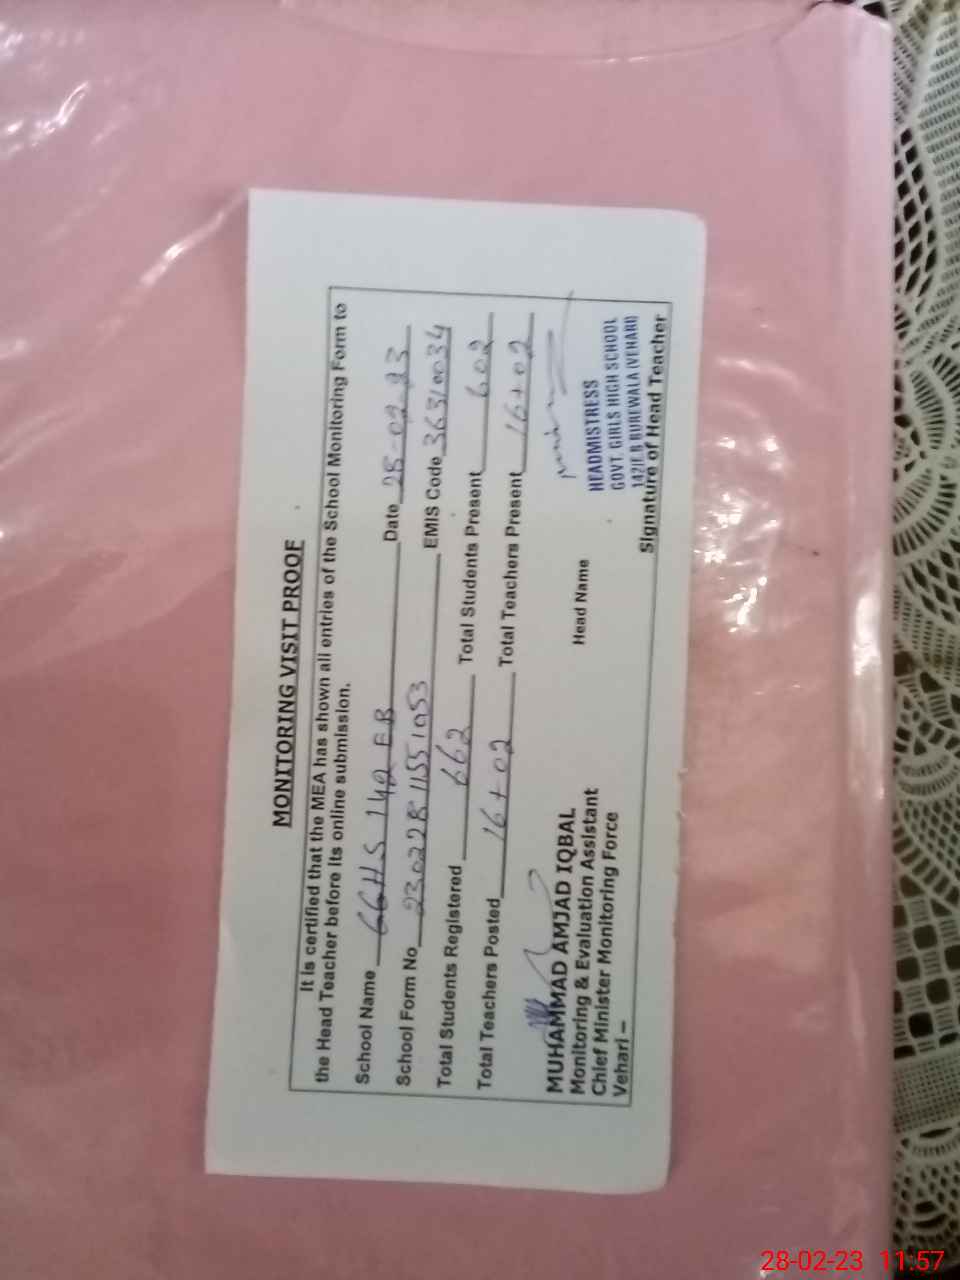 MONITORING VISIT PROOF
It is certified that the MEA has shown all entries of the School Monitoring Form to
the Head Teacher before its online submission.
School Name GGHS 142 EB Date 28-02-23
School Form No 230228 11551053 EMIS Code 36310034
Total Students Registered 662 Total Students Present 602
Total Teachers Posted 16+02 Total Teachers Present 16+02
MUHAMMAD AMJAD IQBAL
Monitoring & Evaluation Assistant
Chief Minister Monitoring Force
Vehari –
Head Name
HEADMISTRESS
GOVT. GIRLS HIGH SCHOOL
142/E.B BUREWALA (VEHARI)
Signature of Head Teacher
28-02-23 11:57